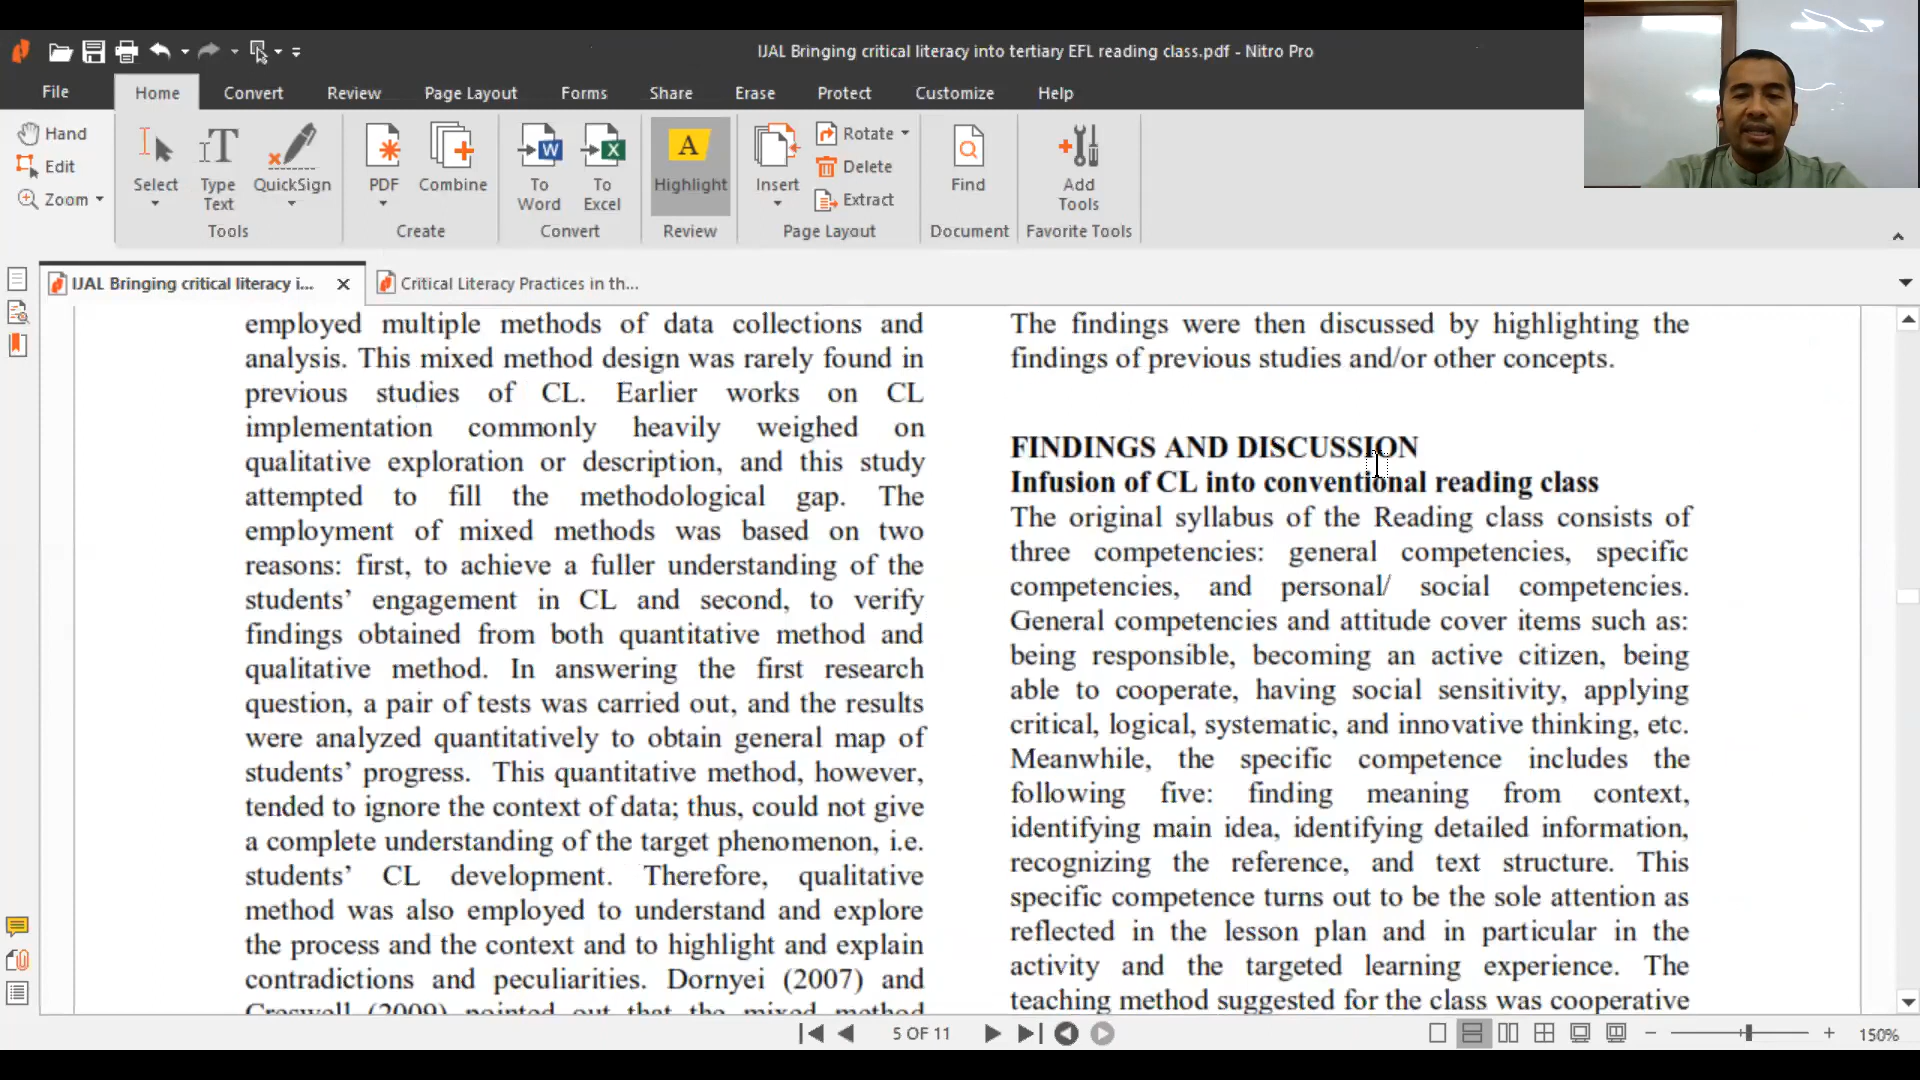 IJAL Bringing critical literacy into tertiary EFL reading class.pdf - Nitro Pro
File
Home
Convert
Review
Page Layout
Forms
Share
Erase
Protect
Customize
Help
Hand
Edit
Zoom
Select
Type
Text
QuickSign
Tools
PDF
Combine
Create
To
Word
To
Excel
Convert
Highlight
Review
Insert
Rotate
Delete
Extract
Page Layout
Find
Document
Add
Tools
Favorite Tools
IJAL Bringing critical literacy i...
Critical Literacy Practices in th...
employed multiple methods of data collections and
analysis. This mixed method design was rarely found in
previous studies of CL. Earlier works on CL
implementation commonly heavily weighed on
qualitative exploration or description, and this study
attempted to fill the methodological gap. The
employment of mixed methods was based on two
reasons: first, to achieve a fuller understanding of the
students’ engagement in CL and second, to verify
findings obtained from both quantitative method and
qualitative method. In answering the first research
question, a pair of tests was carried out, and the results
were analyzed quantitatively to obtain general map of
students’ progress. This quantitative method, however,
tended to ignore the context of data; thus, could not give
a complete understanding of the target phenomenon, i.e.
students’ CL development. Therefore, qualitative
method was also employed to understand and explore
the process and the context and to highlight and explain
contradictions and peculiarities. Dornyei (2007) and
Creswell (2009) pointed out that the mixed method
The findings were then discussed by highlighting the
findings of previous studies and/or other concepts.
FINDINGS AND DISCUSSION
Infusion of CL into conventional reading class
The original syllabus of the Reading class consists of
three competencies: general competencies, specific
competencies, and personal/ social competencies.
General competencies and attitude cover items such as:
being responsible, becoming an active citizen, being
able to cooperate, having social sensitivity, applying
critical, logical, systematic, and innovative thinking, etc.
Meanwhile, the specific competence includes the
following five: finding meaning from context,
identifying main idea, identifying detailed information,
recognizing the reference, and text structure. This
specific competence turns out to be the sole attention as
reflected in the lesson plan and in particular in the
activity and the targeted learning experience. The
teaching method suggested for the class was cooperative
5 OF 11
150%